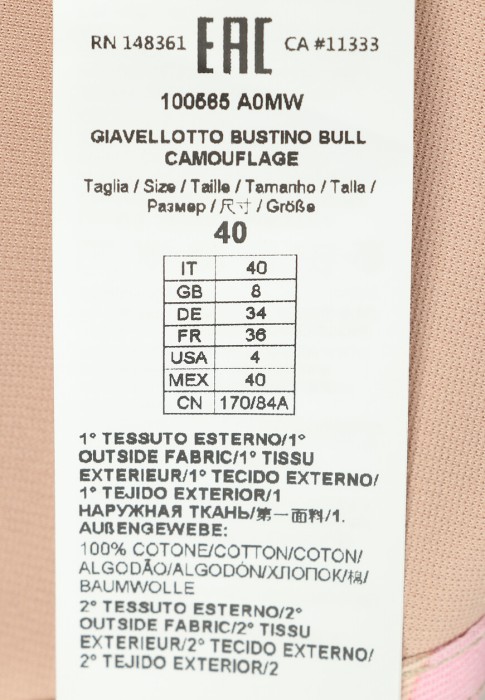 RN 148361 EAC CA #11333
100565 A0MW
GIAVELLOTTO BUSTINO BULL
CAMOUFLAGE
Taglia / Size / Taille / Tamanho / Talla /
Размер / 尺寸 / Größe
40
IT 40
GB 8
DE 34
FR 36
USA 4
MEX 40
CN 170/84A
1° TESSUTO ESTERNO/1°
OUTSIDE FABRIC/1° TISSU
EXTERIEUR/1° TECIDO EXTERNO/
1° TEJIDO EXTERIOR/1
НАРУЖНАЯ ТКАНЬ/第一面料/1.
AUßENGEWEBE:
100% COTONE/COTTON/COTON/
ALGODÃO/ALGODÓN/ХЛОПОК/棉/
BAUMWOLLE
2° TESSUTO ESTERNO/2°
OUTSIDE FABRIC/2° TISSU
EXTERIEUR/2° TECIDO EXTERNO/
2° TEJIDO EXTERIOR/2